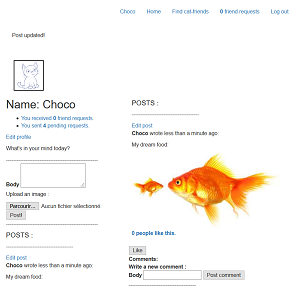 Choco Home Find cat-friends 0 friend requests Log out
Post updated!
Name: Choco
You received 0 friend requests.
You sent 4 pending requests.
Edit profile
What's in your mind today?
Body
Upload an image :
Parcourir... Aucun fichier sélectionné.
Post!
POSTS :
Edit post
Choco wrote less than a minute ago:
My dream food:
POSTS :
Edit post
Choco wrote less than a minute ago:
My dream food:
0 people like this.
Like
Comments:
Write a new comment :
Body Post comment